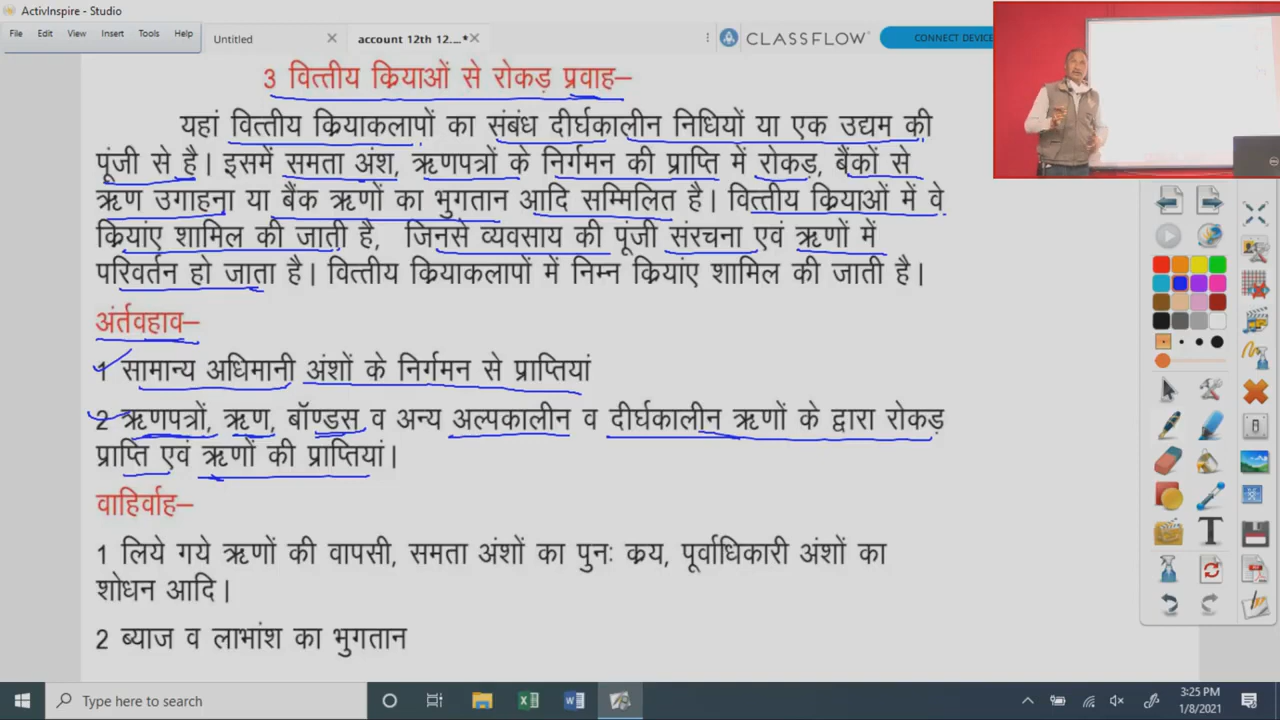 ActivInspire - Studio
File Edit View Insert Tools Help
Untitled
account 12th 12....*
CLASSFLOW
CONNECT DEVICE
3 वित्तीय क्रियाओं से रोकड़ प्रवाह–
यहां वित्तीय क्रियाकलापों का संबंध दीर्घकालीन निधियों या एक उद्यम की
पूंजी से है। इसमें समता अंश, ऋणपत्रों के निर्गमन की प्राप्ति में रोकड़, बैंकों से
ऋण उगाहना या बैंक ऋणों का भुगतान आदि सम्मिलित है। वित्तीय क्रियाओं में वे
क्रियांए शामिल की जाती है, जिनसे व्यवसाय की पूंजी संरचना एवं ऋणों में
परिवर्तन हो जाता है। वित्तीय क्रियाकलापों में निम्न क्रियांए शामिल की जाती है।
अंर्तवहाव–
1 सामान्य अधिमानी अंशों के निर्गमन से प्राप्तियां
2 ऋणपत्रों, ऋण, बॉण्डस व अन्य अल्पकालीन व दीर्घकालीन ऋणों के द्वारा रोकड़
प्राप्ति एवं ऋणों की प्राप्तियां।
वाहिर्वाह–
1 लिये गये ऋणों की वापसी, समता अंशों का पुनः क्रय, पूर्वाधिकारी अंशों का
शोधन आदि।
2 ब्याज व लाभांश का भुगतान
Type here to search
3:25 PM
1/8/2021